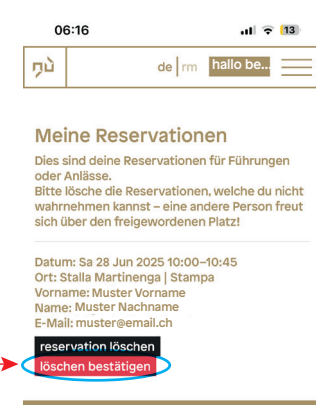 06:16
13
nù
de | rm hallo be...
Meine Reservationen
Dies sind deine Reservationen für Führungen
oder Anlässe.
Bitte lösche die Reservationen, welche du nicht
wahrnehmen kannst – eine andere Person freut
sich über den freigewordenen Platz!
Datum: Sa 28 Jun 2025 10:00–10:45
Ort: Stalla Martinenga | Stampa
Vorname: Muster Vorname
Name: Muster Nachname
E-Mail: muster@email.ch
reservation löschen
löschen bestätigen